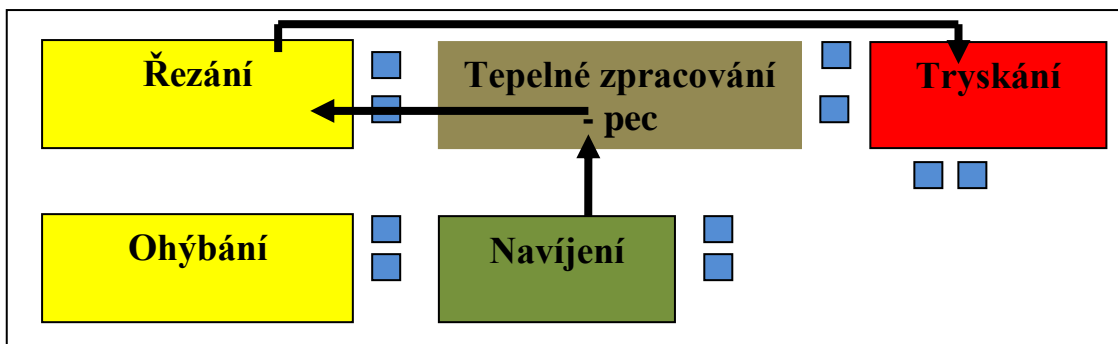 Řezání
Tepelné zpracování
- pec
Tryskání
Ohýbání
Navíjení